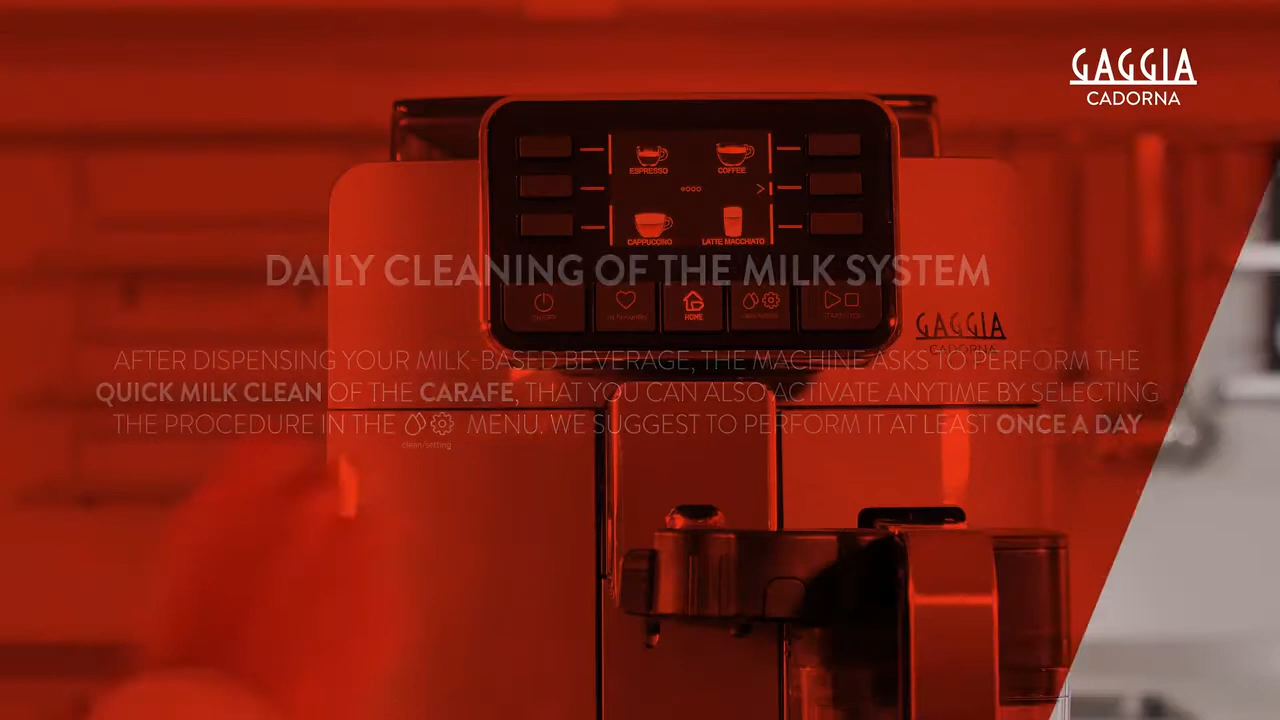 GAGGIA
CADORNA
ESPRESSO
COFFEE
CAPPUCCINO
LATTE MACCHIATO
DAILY CLEANING OF THE MILK SYSTEM
ON/OFF
HOME
GAGGIA
CADORNA
AFTER DISPENSING YOUR MILK-BASED BEVERAGE, THE MACHINE ASKS TO PERFORM THE
QUICK MILK CLEAN OF THE CARAFE, THAT YOU CAN ALSO ACTIVATE ANYTIME BY SELECTING
THE PROCEDURE IN THE MENU. WE SUGGEST TO PERFORM IT AT LEAST ONCE A DAY
clean/setting